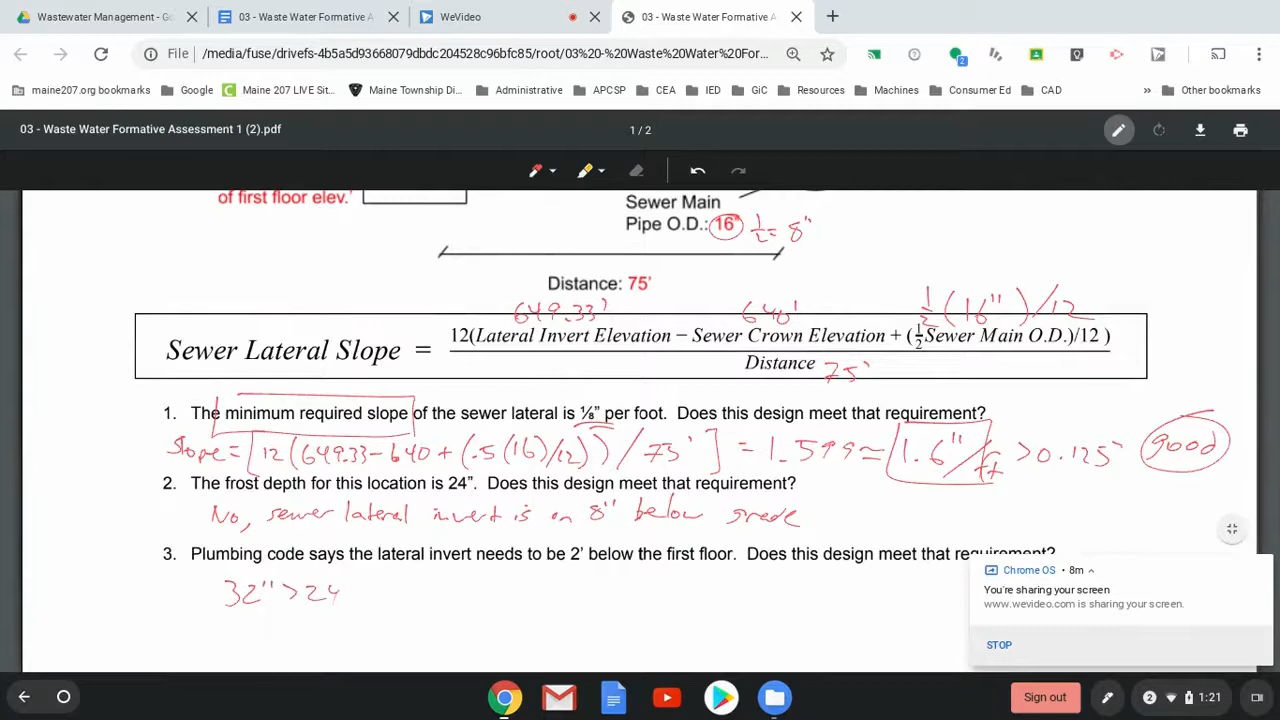 Wastewater Management - Go
03 - Waste Water Formative A
WeVideo
03 - Waste Water Formative Asse
File
/media/fuse/drivefs-4b5a5d93668079dbdc204528c96bfc85/root/03%20-%20Waste%20Water%20For...
2
maine207.org bookmarks
Google
Maine 207 LIVE Sit...
Maine Township Di...
Administrative
APCSP
CEA
IED
GiC
Resources
Machines
Consumer Ed
CAD
»
Other bookmarks
03 - Waste Water Formative Assessment 1 (2).pdf
1 / 2
of first floor elev.'
Sewer Main
Pipe O.D.: 16" 1/2 = 8"
Distance: 75'
649.33' 640' 1/2 (16") /12
Sewer Lateral Slope = 12(Lateral Invert Elevation − Sewer Crown Elevation + (½Sewer Main O.D.)/12 )
Distance 75'
1. The minimum required slope of the sewer lateral is ⅛" per foot. Does this design meet that requirement?
Slope = [12(649.33-640 + (.5(16)/12))/75'] = 1.599 ≈ 1.6"/ft > 0.125 good
2. The frost depth for this location is 24". Does this design meet that requirement?
No, sewer lateral invert is on 8" below grade
3. Plumbing code says the lateral invert needs to be 2' below the first floor. Does this design meet that requirement?
32" > 24
Chrome OS • 8m
You're sharing your screen
www.wevideo.com is sharing your screen.
STOP
Sign out
2
1:21